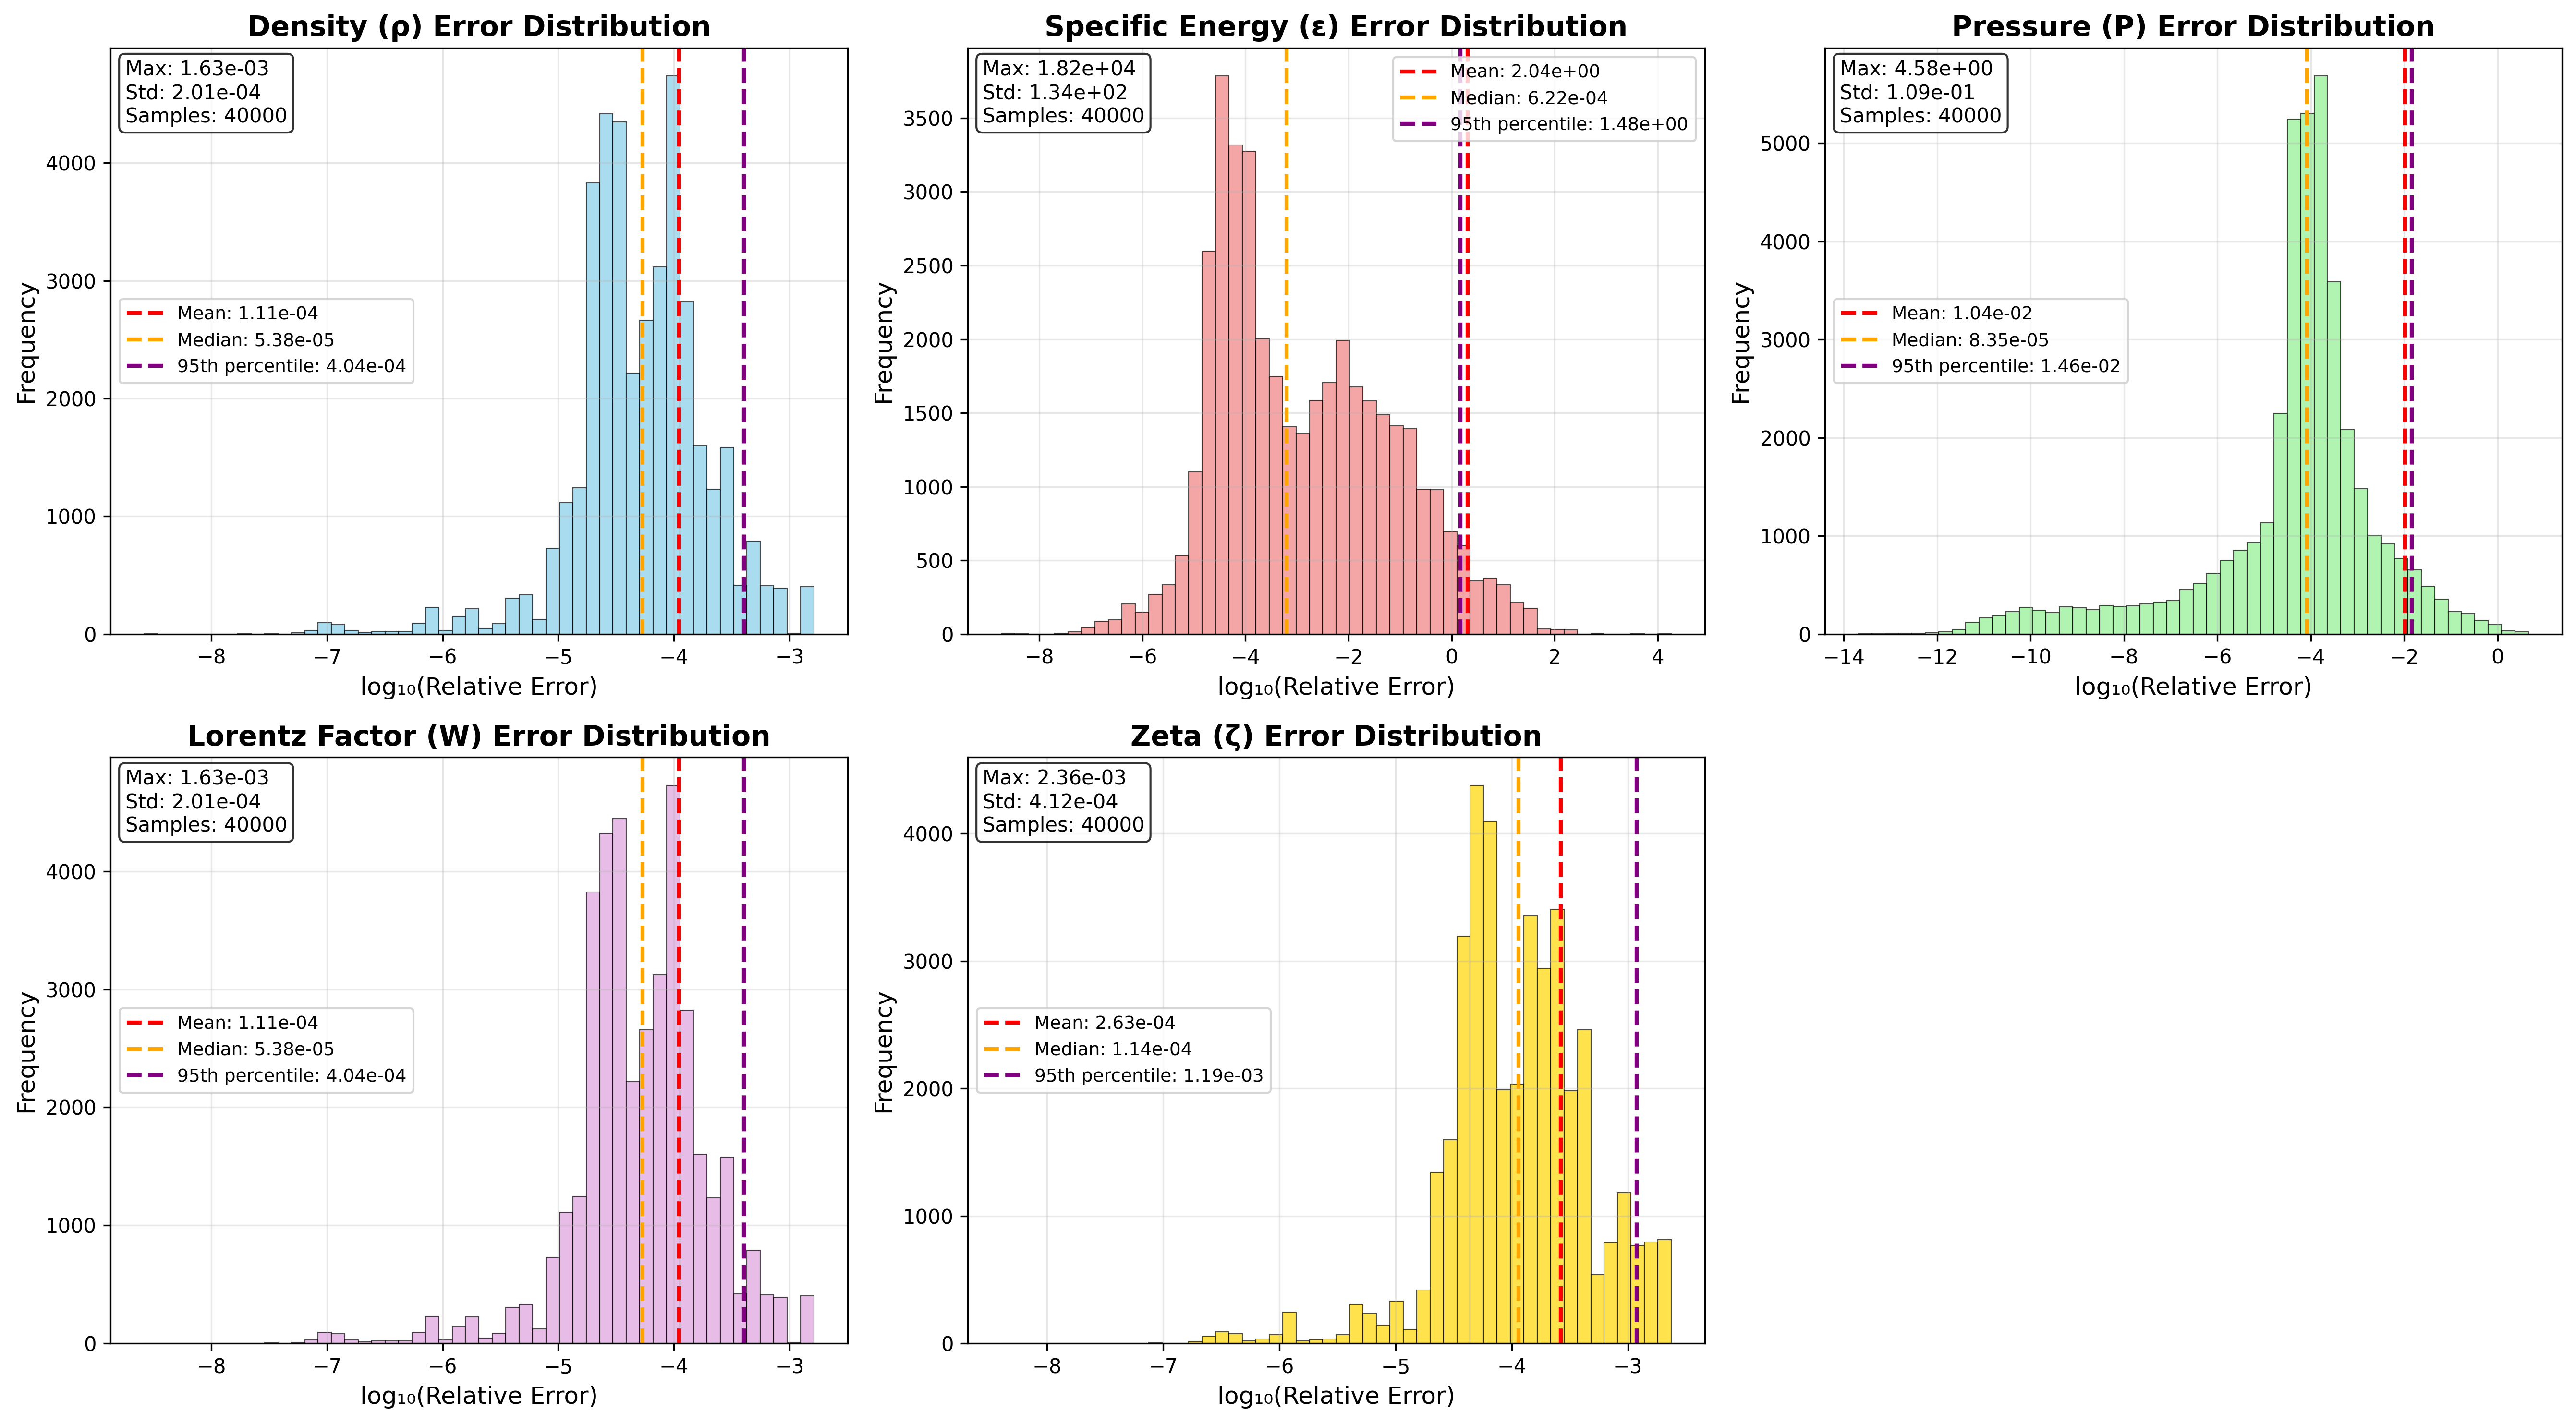 Density (ρ) Error Distribution
Max: 1.63e-03
Std: 2.01e-04
Samples: 40000
Mean: 1.11e-04
Median: 5.38e-05
95th percentile: 4.04e-04
Frequency
0
1000
2000
3000
4000
−8
−7
−6
−5
−4
−3
log₁₀(Relative Error)
Specific Energy (ε) Error Distribution
Max: 1.82e+04
Std: 1.34e+02
Samples: 40000
Mean: 2.04e+00
Median: 6.22e-04
95th percentile: 1.48e+00
Frequency
0
500
1000
1500
2000
2500
3000
3500
−8
−6
−4
−2
0
2
4
log₁₀(Relative Error)
Pressure (P) Error Distribution
Max: 4.58e+00
Std: 1.09e-01
Samples: 40000
Mean: 1.04e-02
Median: 8.35e-05
95th percentile: 1.46e-02
Frequency
0
1000
2000
3000
4000
5000
−14
−12
−10
−8
−6
−4
−2
0
log₁₀(Relative Error)
Lorentz Factor (W) Error Distribution
Max: 1.63e-03
Std: 2.01e-04
Samples: 40000
Mean: 1.11e-04
Median: 5.38e-05
95th percentile: 4.04e-04
Frequency
0
1000
2000
3000
4000
−8
−7
−6
−5
−4
−3
log₁₀(Relative Error)
Zeta (ζ) Error Distribution
Max: 2.36e-03
Std: 4.12e-04
Samples: 40000
Mean: 2.63e-04
Median: 1.14e-04
95th percentile: 1.19e-03
Frequency
0
1000
2000
3000
4000
−8
−7
−6
−5
−4
−3
log₁₀(Relative Error)